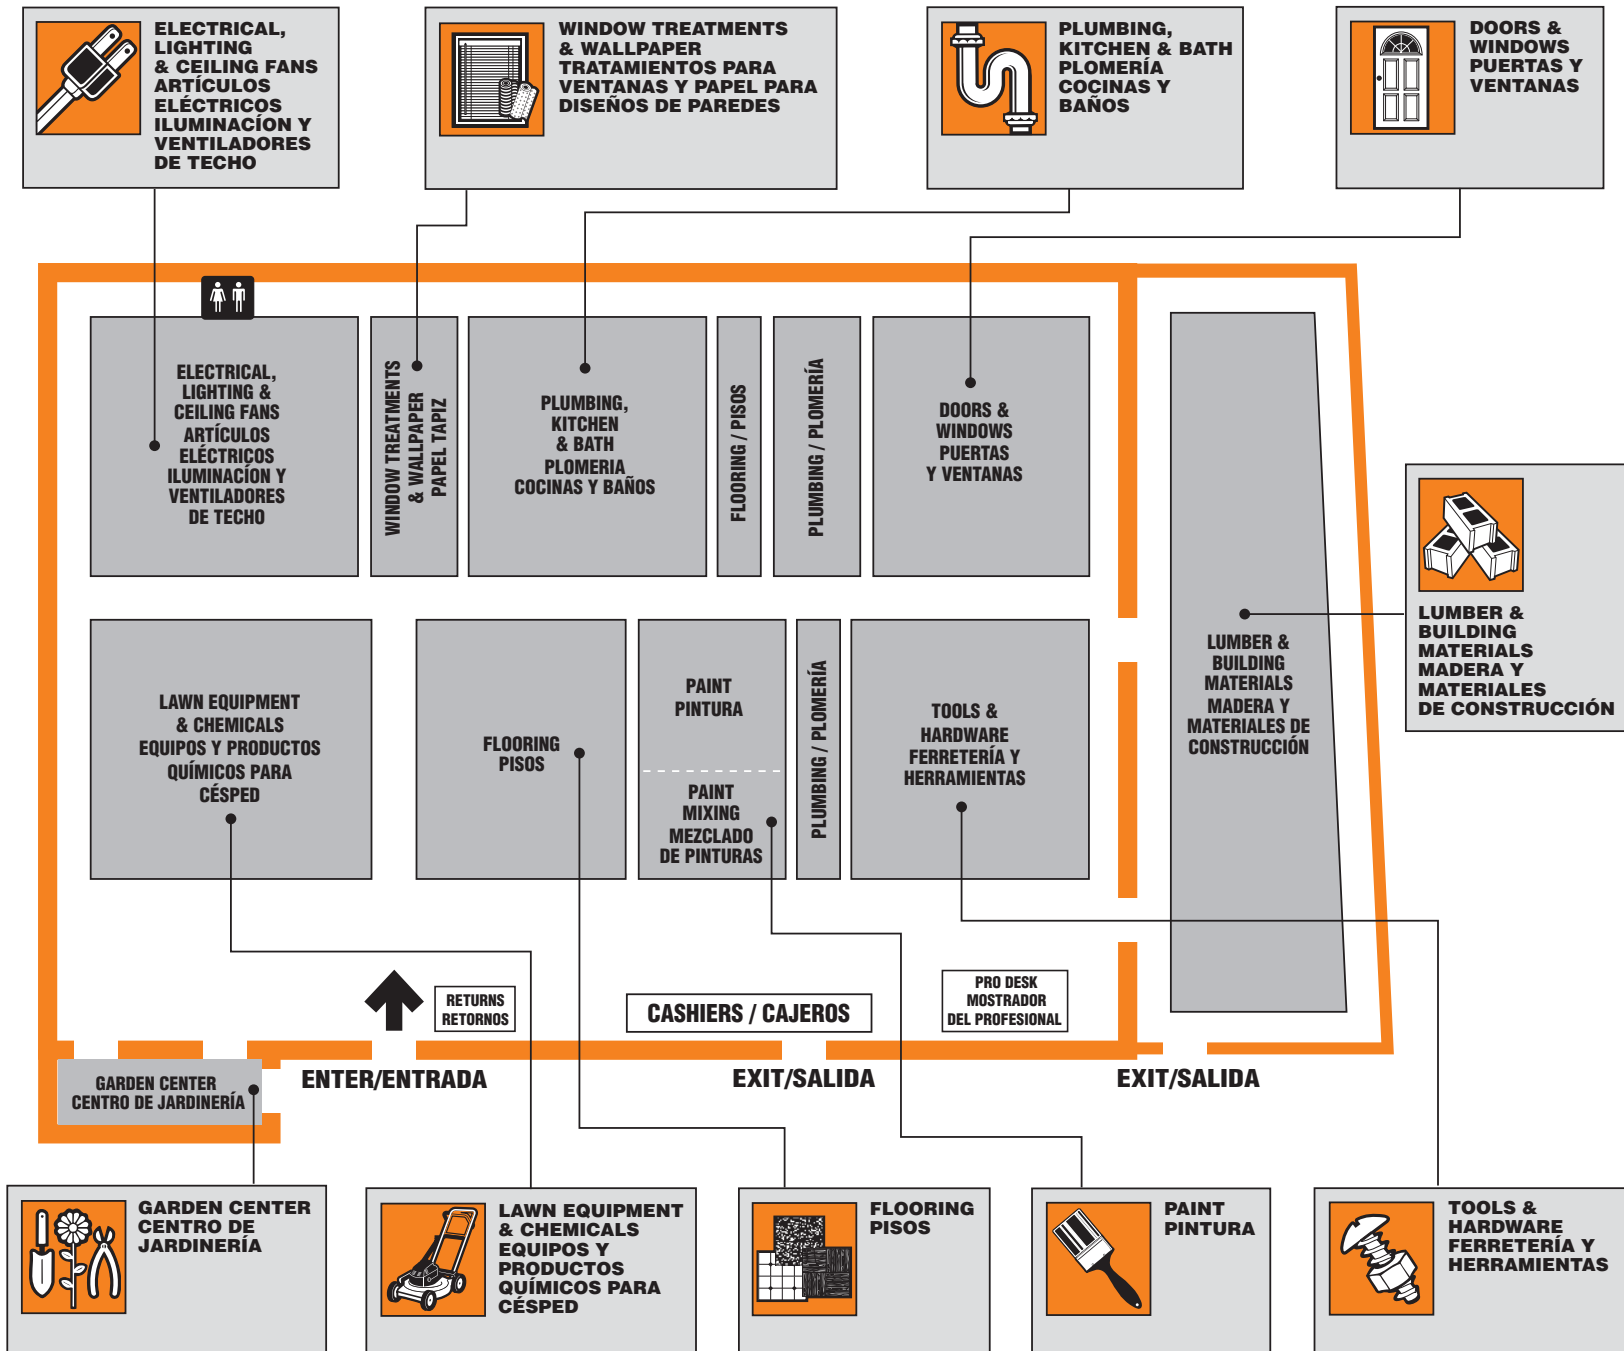 ELECTRICAL,
LIGHTING
& CEILING FANS
ARTÍCULOS
ELÉCTRICOS
ILUMINACÍON Y
VENTILADORES
DE TECHO
WINDOW TREATMENTS
& WALLPAPER
TRATAMIENTOS PARA
VENTANAS Y PAPEL PARA
DISEÑOS DE PAREDES
PLUMBING,
KITCHEN & BATH
PLOMERÍA
COCINAS Y
BAÑOS
DOORS &
WINDOWS
PUERTAS Y
VENTANAS
ELECTRICAL,
LIGHTING &
CEILING FANS
ARTÍCULOS
ELÉCTRICOS
ILUMINACÍON Y
VENTILADORES
DE TECHO
WINDOW TREATMENTS
& WALLPAPER
PAPEL TAPIZ
PLUMBING,
KITCHEN
& BATH
PLOMERIA
COCINAS Y BAÑOS
FLOORING / PISOS
PLUMBING / PLOMERÍA
DOORS &
WINDOWS
PUERTAS
Y VENTANAS
LUMBER &
BUILDING
MATERIALS
MADERA Y
MATERIALES
DE CONSTRUCCIÓN
LAWN EQUIPMENT
& CHEMICALS
EQUIPOS Y PRODUCTOS
QUÍMICOS PARA
CÉSPED
FLOORING
PISOS
PAINT
PINTURA
PAINT
MIXING
MEZCLADO
DE PINTURAS
PLUMBING / PLOMERÍA
TOOLS &
HARDWARE
FERRETERÍA Y
HERRAMIENTAS
LUMBER &
BUILDING
MATERIALS
MADERA Y
MATERIALES DE
CONSTRUCCIÓN
RETURNS
RETORNOS
CASHIERS / CAJEROS
PRO DESK
MOSTRADOR
DEL PROFESIONAL
GARDEN CENTER
CENTRO DE JARDINERÍA
ENTER/ENTRADA
EXIT/SALIDA
EXIT/SALIDA
GARDEN CENTER
CENTRO DE
JARDINERÍA
LAWN EQUIPMENT
& CHEMICALS
EQUIPOS Y
PRODUCTOS
QUÍMICOS PARA
CÉSPED
FLOORING
PISOS
PAINT
PINTURA
TOOLS &
HARDWARE
FERRETERÍA Y
HERRAMIENTAS